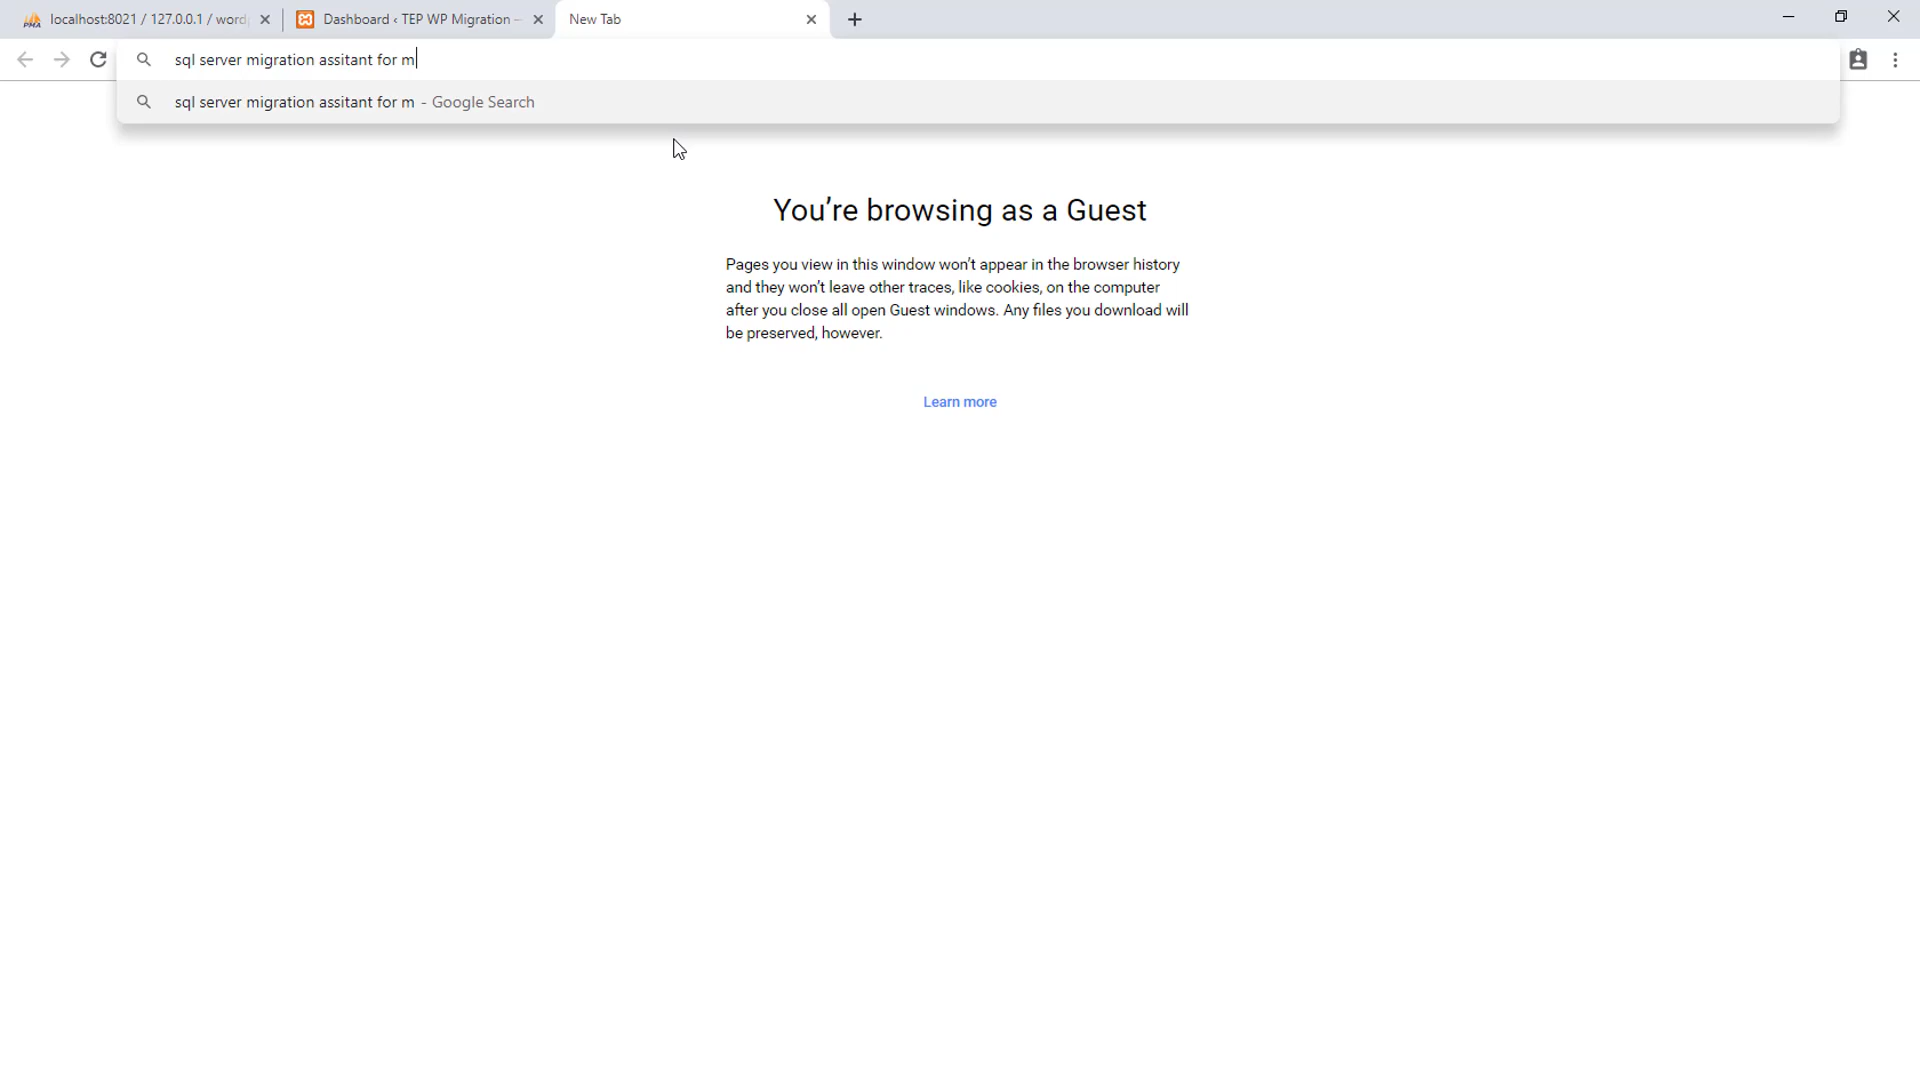 localhost:8021 / 127.0.0.1 / word
Dashboard ‹ TEP WP Migration –
New Tab
sql server migration assitant for m
sql server migration assitant for m - Google Search
You're browsing as a Guest
Pages you view in this window won't appear in the browser history
and they won't leave other traces, like cookies, on the computer
after you close all open Guest windows. Any files you download will
be preserved, however.
Learn more